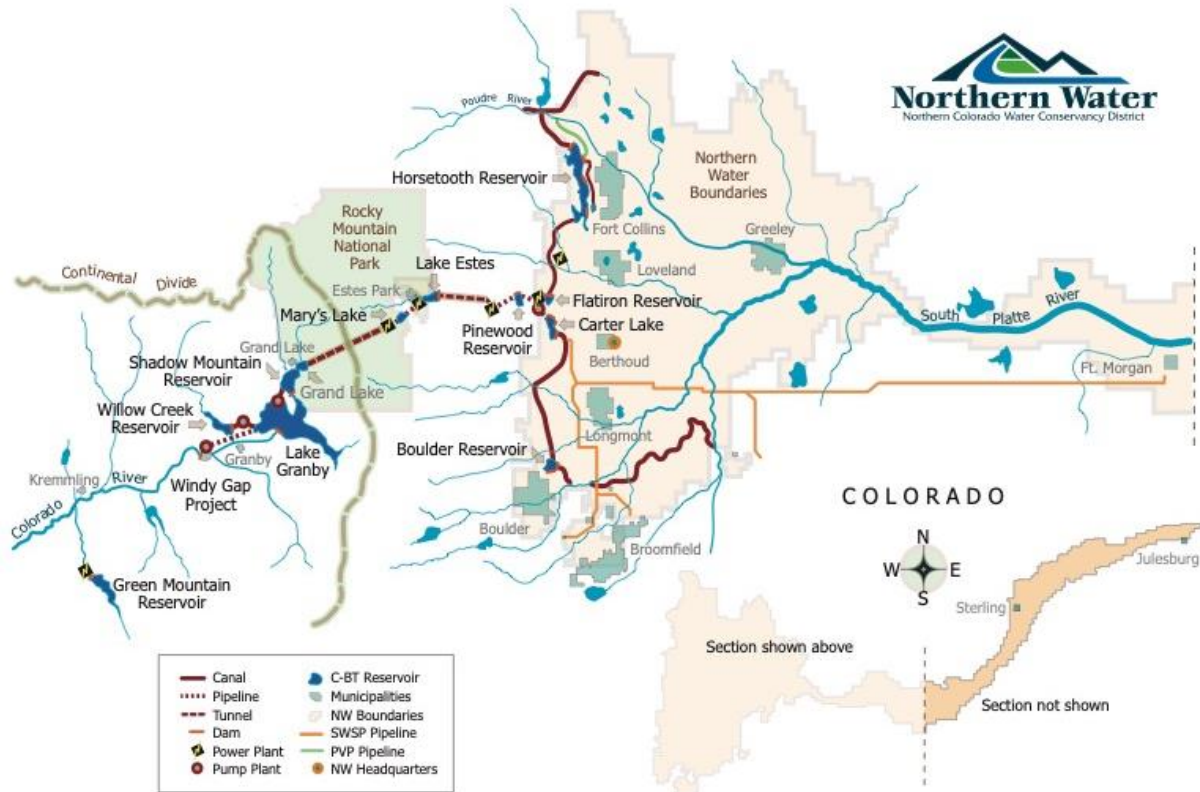 Northern Water
Northern Colorado Water Conservancy District
Poudre River
Horsetooth Reservoir
Northern
Water
Boundaries
Rocky
Mountain
National
Park
Fort Collins
Greeley
Continental Divide
Lake Estes
Loveland
Estes Park
Flatiron Reservoir
Mary's Lake
Pinewood
Reservoir
Carter Lake
South Platte River
Grand Lake
Shadow Mountain
Reservoir
Berthoud
Ft. Morgan
Grand Lake
Willow Creek
Reservoir
Longmont
Boulder Reservoir
Granby
Lake
Granby
Kremmling
Colorado River
Windy Gap
Project
COLORADO
Boulder
Broomfield
N
W E
S
Julesburg
Green Mountain
Reservoir
Sterling
Section shown above
Section not shown
Canal
Pipeline
Tunnel
Dam
Power Plant
Pump Plant
C-BT Reservoir
Municipalities
NW Boundaries
SWSP Pipeline
PVP Pipeline
NW Headquarters